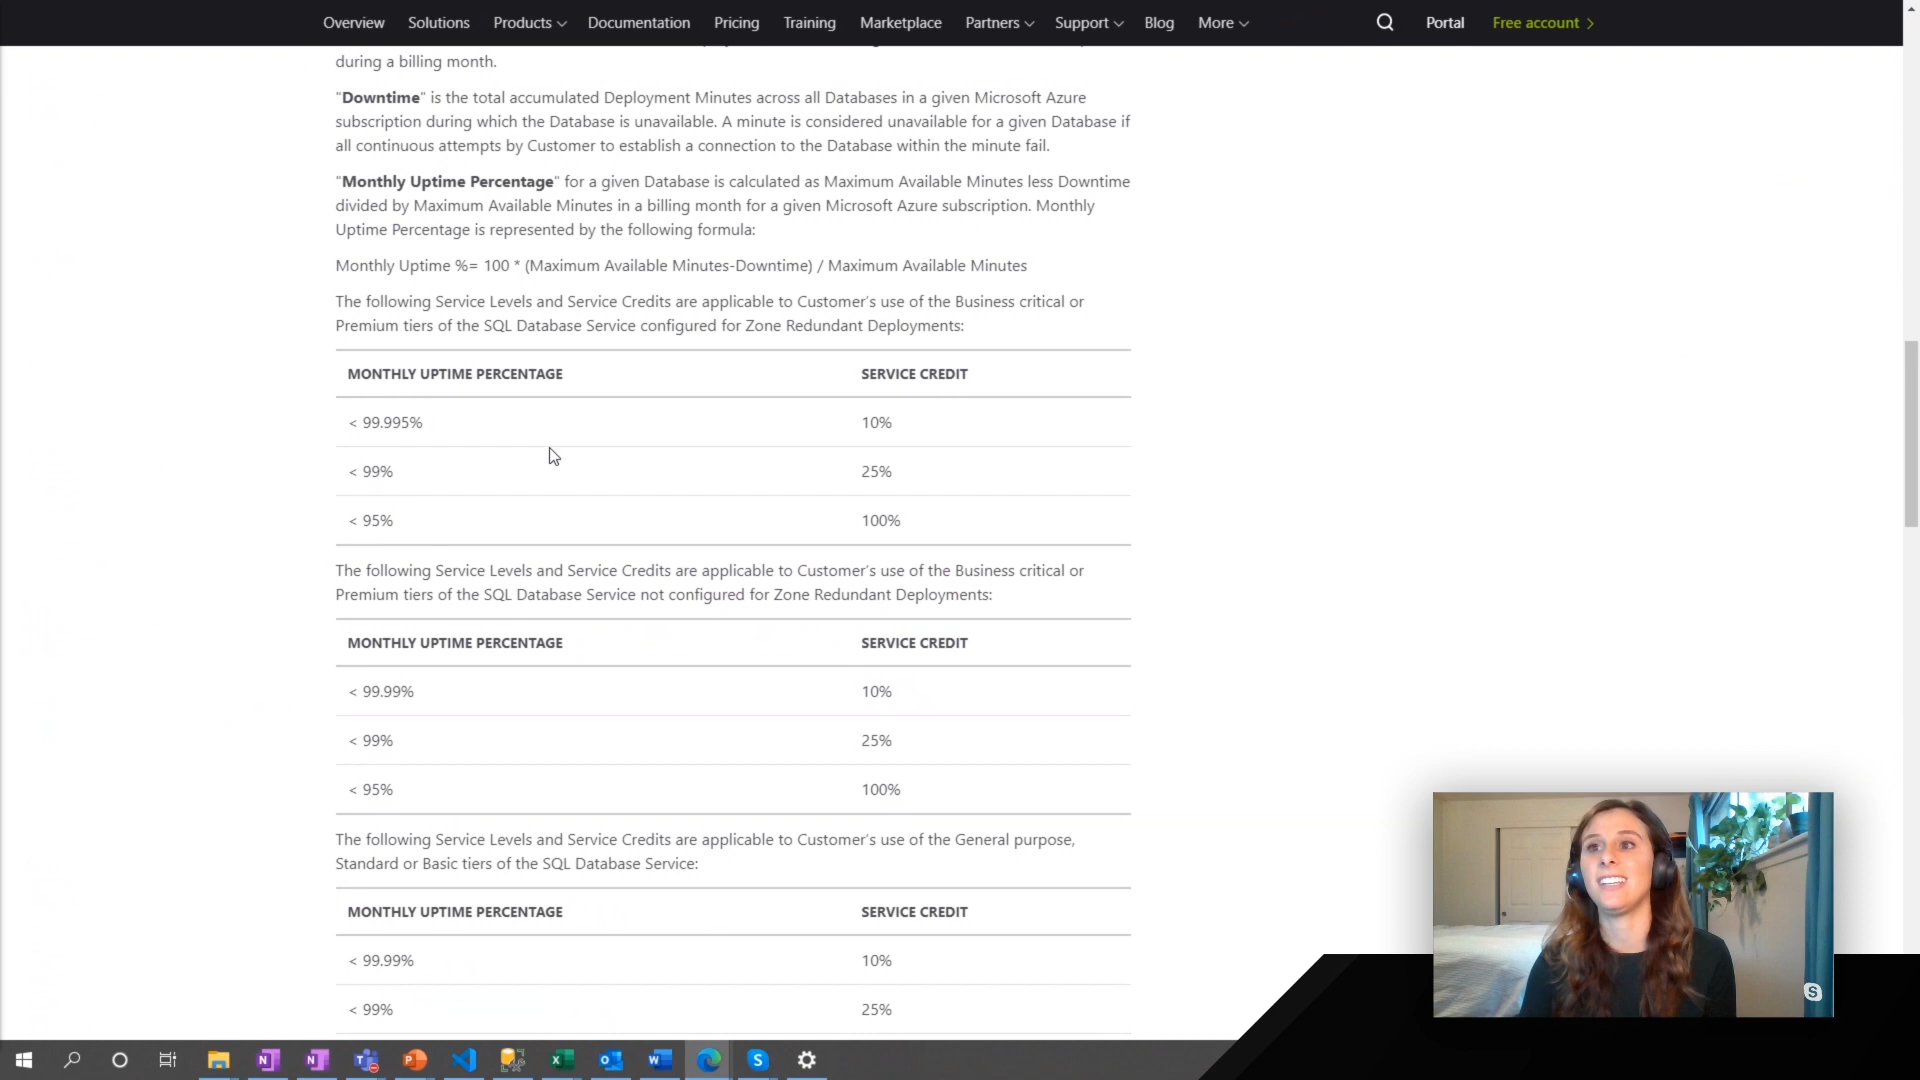 Overview Solutions Products Documentation Pricing Training Marketplace Partners Support Blog More Portal Free account
during a billing month.
"Downtime" is the total accumulated Deployment Minutes across all Databases in a given Microsoft Azure
subscription during which the Database is unavailable. A minute is considered unavailable for a given Database if
all continuous attempts by Customer to establish a connection to the Database within the minute fail.
"Monthly Uptime Percentage" for a given Database is calculated as Maximum Available Minutes less Downtime
divided by Maximum Available Minutes in a billing month for a given Microsoft Azure subscription. Monthly
Uptime Percentage is represented by the following formula:
Monthly Uptime %= 100 * (Maximum Available Minutes-Downtime) / Maximum Available Minutes
The following Service Levels and Service Credits are applicable to Customer's use of the Business critical or
Premium tiers of the SQL Database Service configured for Zone Redundant Deployments:
MONTHLY UPTIME PERCENTAGE SERVICE CREDIT
< 99.995% 10%
< 99% 25%
< 95% 100%
The following Service Levels and Service Credits are applicable to Customer's use of the Business critical or
Premium tiers of the SQL Database Service not configured for Zone Redundant Deployments:
MONTHLY UPTIME PERCENTAGE SERVICE CREDIT
< 99.99% 10%
< 99% 25%
< 95% 100%
The following Service Levels and Service Credits are applicable to Customer's use of the General purpose,
Standard or Basic tiers of the SQL Database Service:
MONTHLY UPTIME PERCENTAGE SERVICE CREDIT
< 99.99% 10%
< 99% 25%